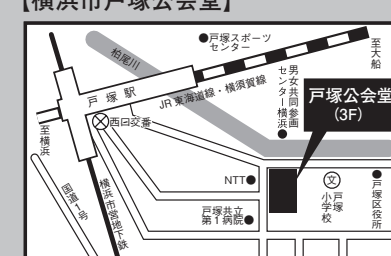 【横浜市戸塚公会堂】
柏尾川
戸塚スポーツ
センター
至大船
戸塚駅
JR東海道線・横須賀線
男女共同参画
センター横浜
戸塚公会堂
(3F)
西口交番
至横浜
国道1号
横浜市営地下鉄
NTT
戸塚共立
第1病院
文
戸塚
小学校
戸塚区役所